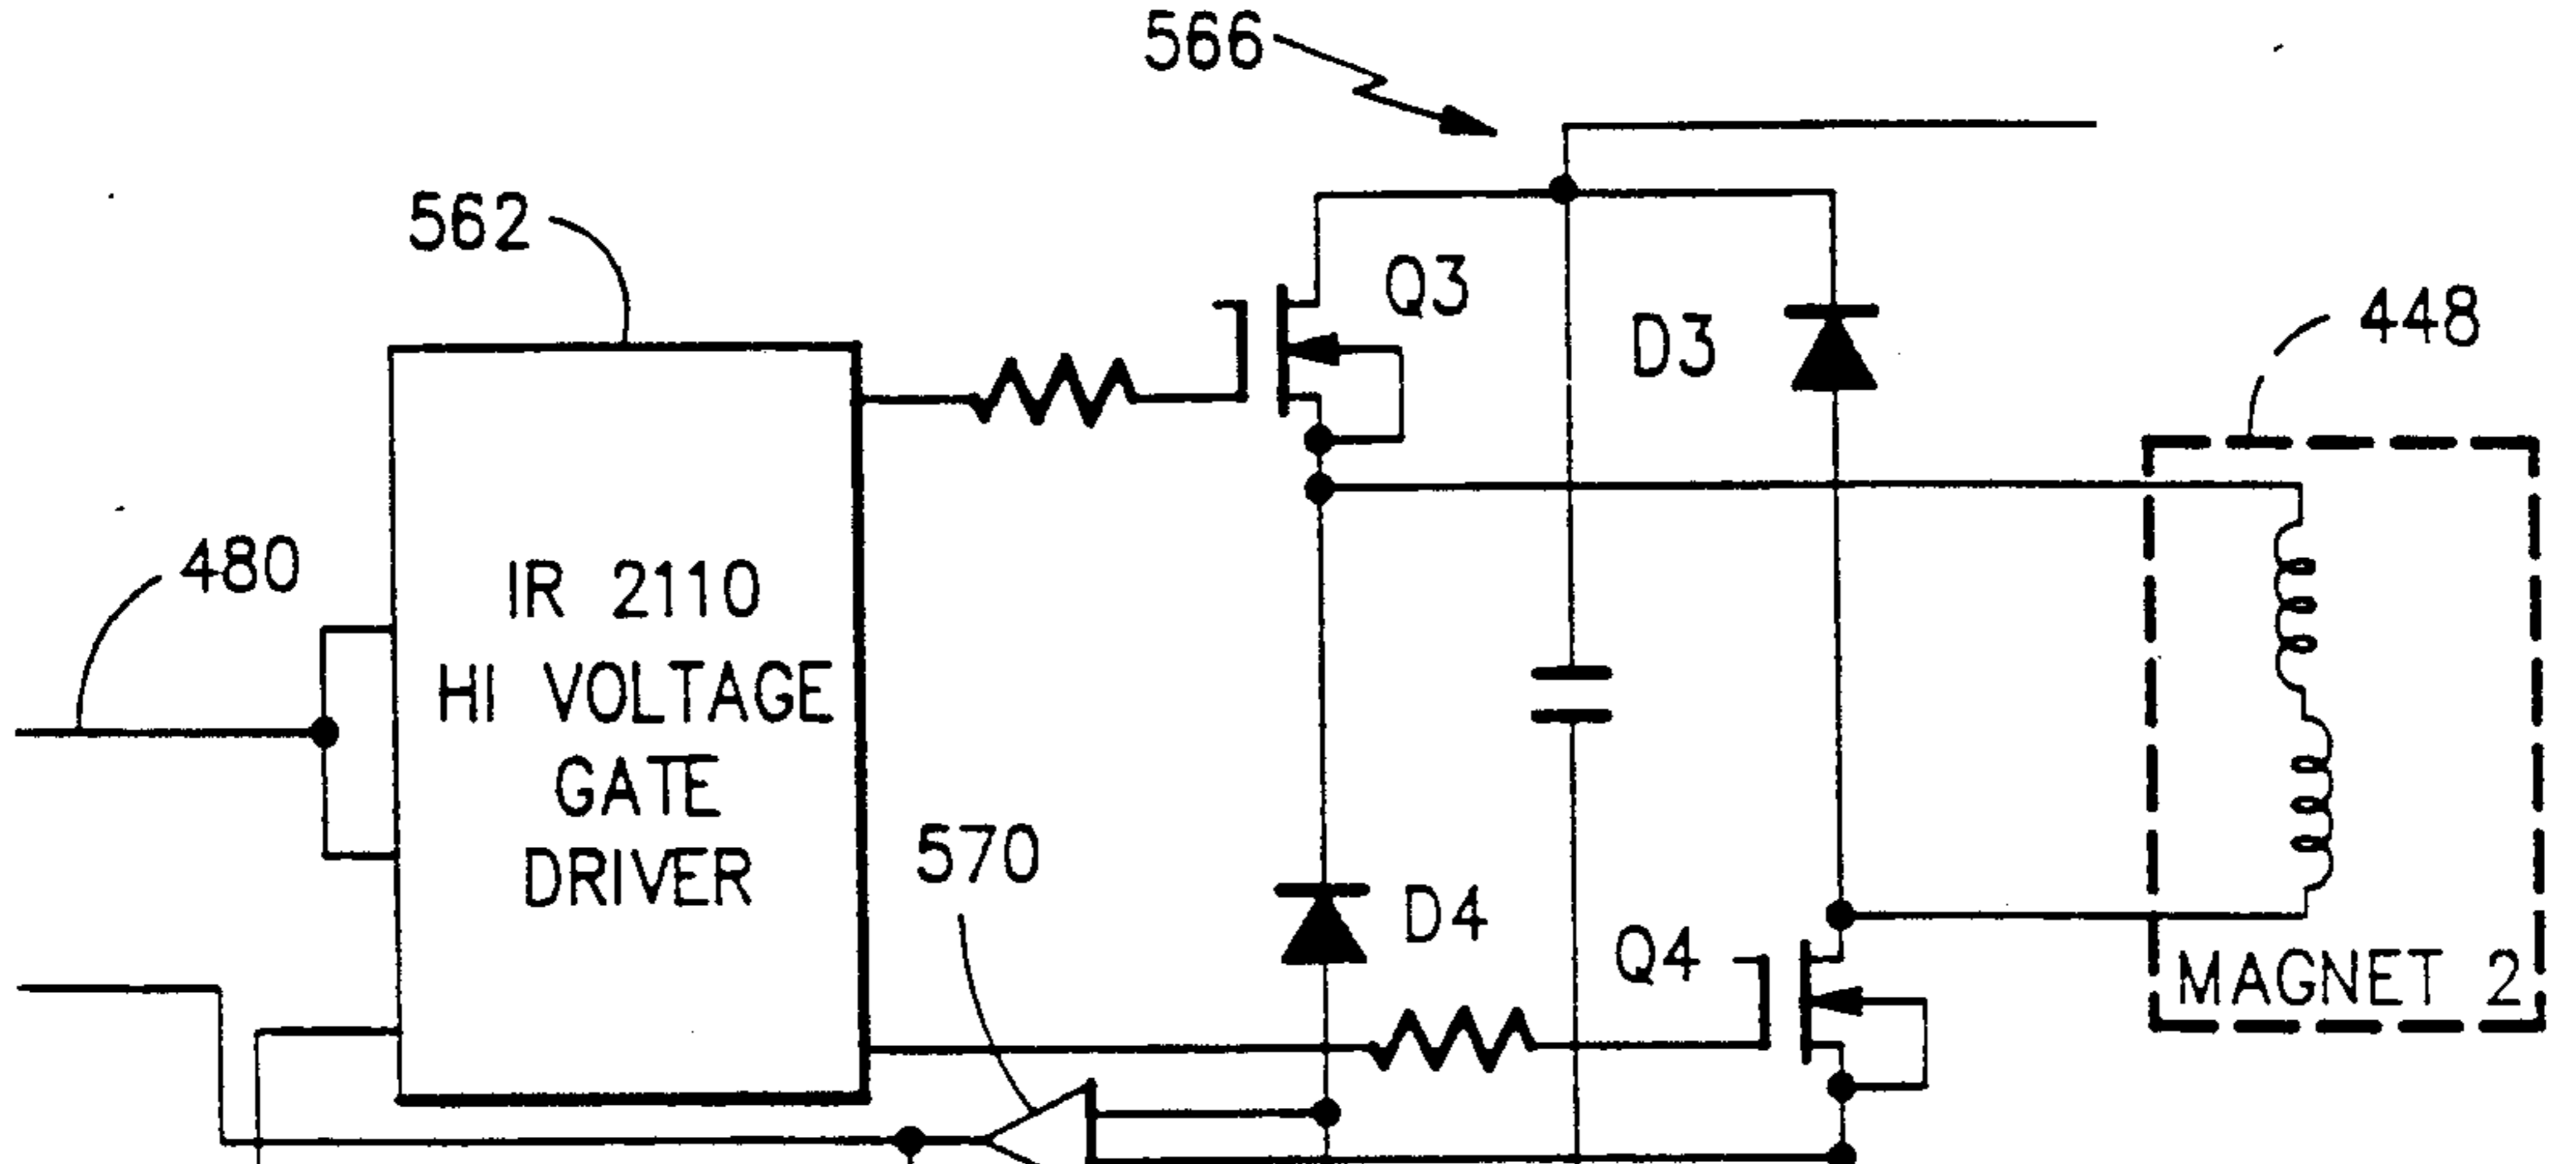 566
562
Q3
D3
448
480
IR 2110
HI VOLTAGE
GATE
DRIVER
570
D4
Q4
MAGNET 2